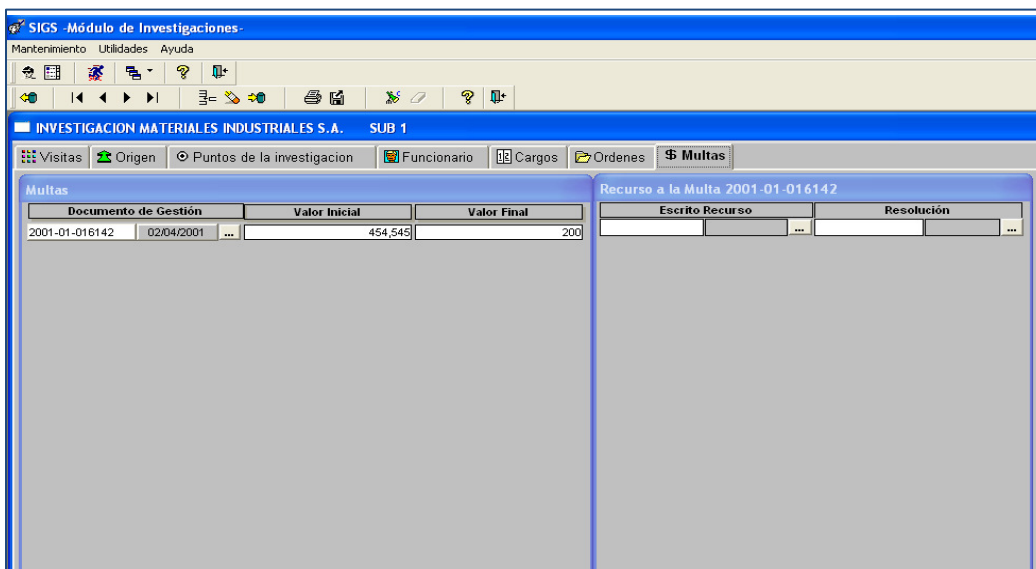 SIGS -Módulo de Investigaciones-
Mantenimiento Utilidades Ayuda
INVESTIGACION MATERIALES INDUSTRIALES S.A. SUB 1
Visitas Origen Puntos de la investigacion Funcionario Cargos Ordenes $ Multas
Multas
Documento de Gestión Valor Inicial Valor Final
2001-01-016142 02/04/2001 ... 454,545 200
Recurso a la Multa 2001-01-016142
Escrito Recurso Resolución
... ...